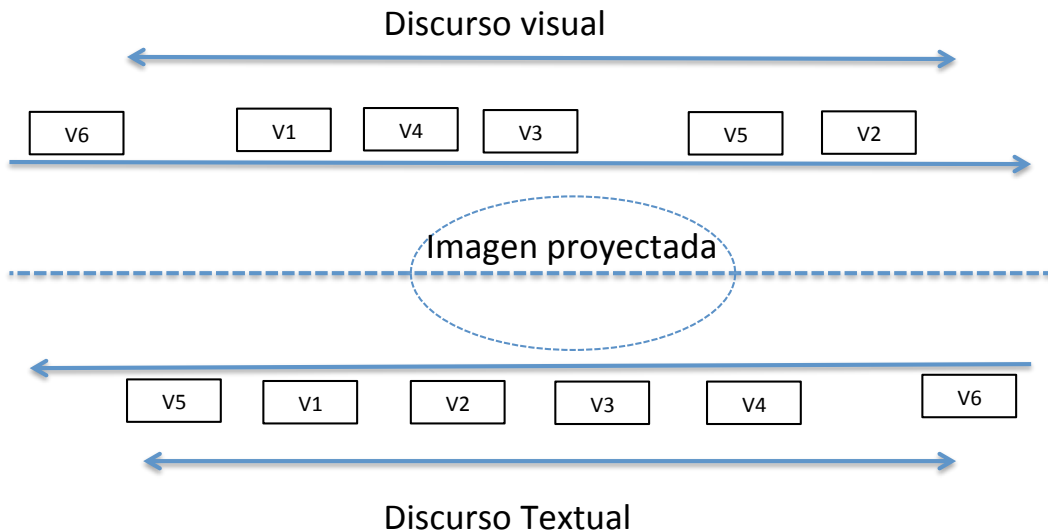 Discurso visual
V6 V1 V4 V3 V5 V2
Imagen proyectada
V5 V1 V2 V3 V4 V6
Discurso Textual